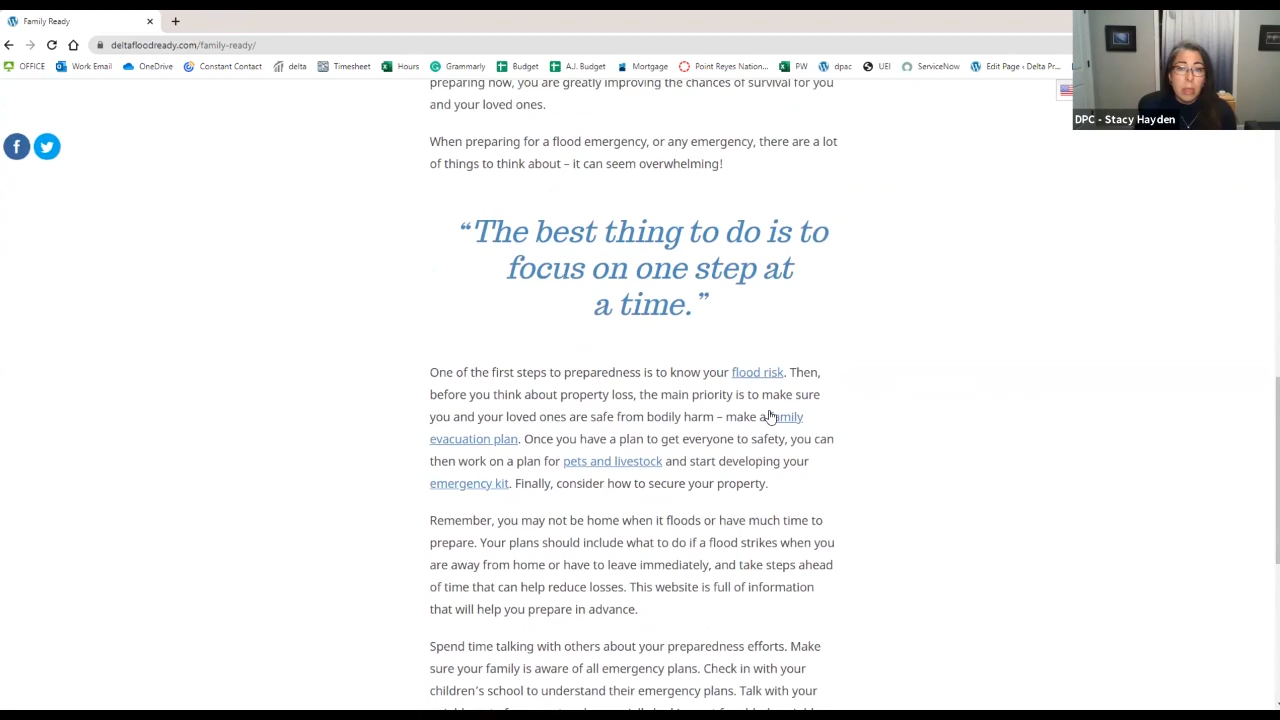 Family Ready
deltafloodready.com/family-ready/
OFFICE Work Email OneDrive Constant Contact delta Timesheet Hours Grammarly Budget A.J. Budget Mortgage Point Reyes Nation... PW dpac UEI ServiceNow Edit Page ‹ Delta Pr...
DPC - Stacy Hayden
preparing now, you are greatly improving the chances of survival for you
and your loved ones.
When preparing for a flood emergency, or any emergency, there are a lot
of things to think about – it can seem overwhelming!
“The best thing to do is to
focus on one step at
a time.”
One of the first steps to preparedness is to know your flood risk. Then,
before you think about property loss, the main priority is to make sure
you and your loved ones are safe from bodily harm – make a family
evacuation plan. Once you have a plan to get everyone to safety, you can
then work on a plan for pets and livestock and start developing your
emergency kit. Finally, consider how to secure your property.
Remember, you may not be home when it floods or have much time to
prepare. Your plans should include what to do if a flood strikes when you
are away from home or have to leave immediately, and take steps ahead
of time that can help reduce losses. This website is full of information
that will help you prepare in advance.
Spend time talking with others about your preparedness efforts. Make
sure your family is aware of all emergency plans. Check in with your
children’s school to understand their emergency plans. Talk with your